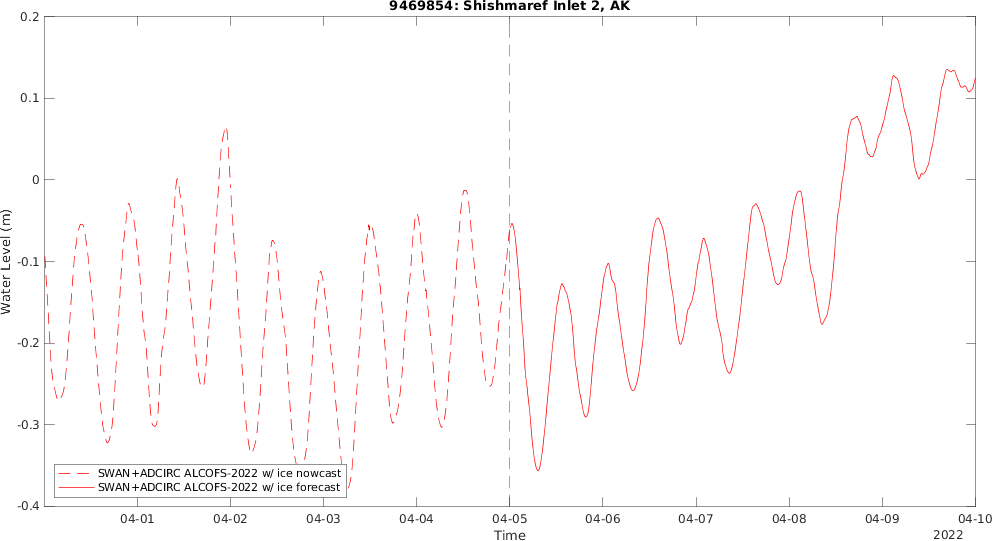 9469854: Shishmaref Inlet 2, AK
0.2
0.1
0
-0.1
-0.2
-0.3
-0.4
Water Level (m)
SWAN+ADCIRC ALCOFS-2022 w/ ice nowcast
SWAN+ADCIRC ALCOFS-2022 w/ ice forecast
04-01 04-02 04-03 04-04 04-05 04-06 04-07 04-08 04-09 04-10
Time
2022